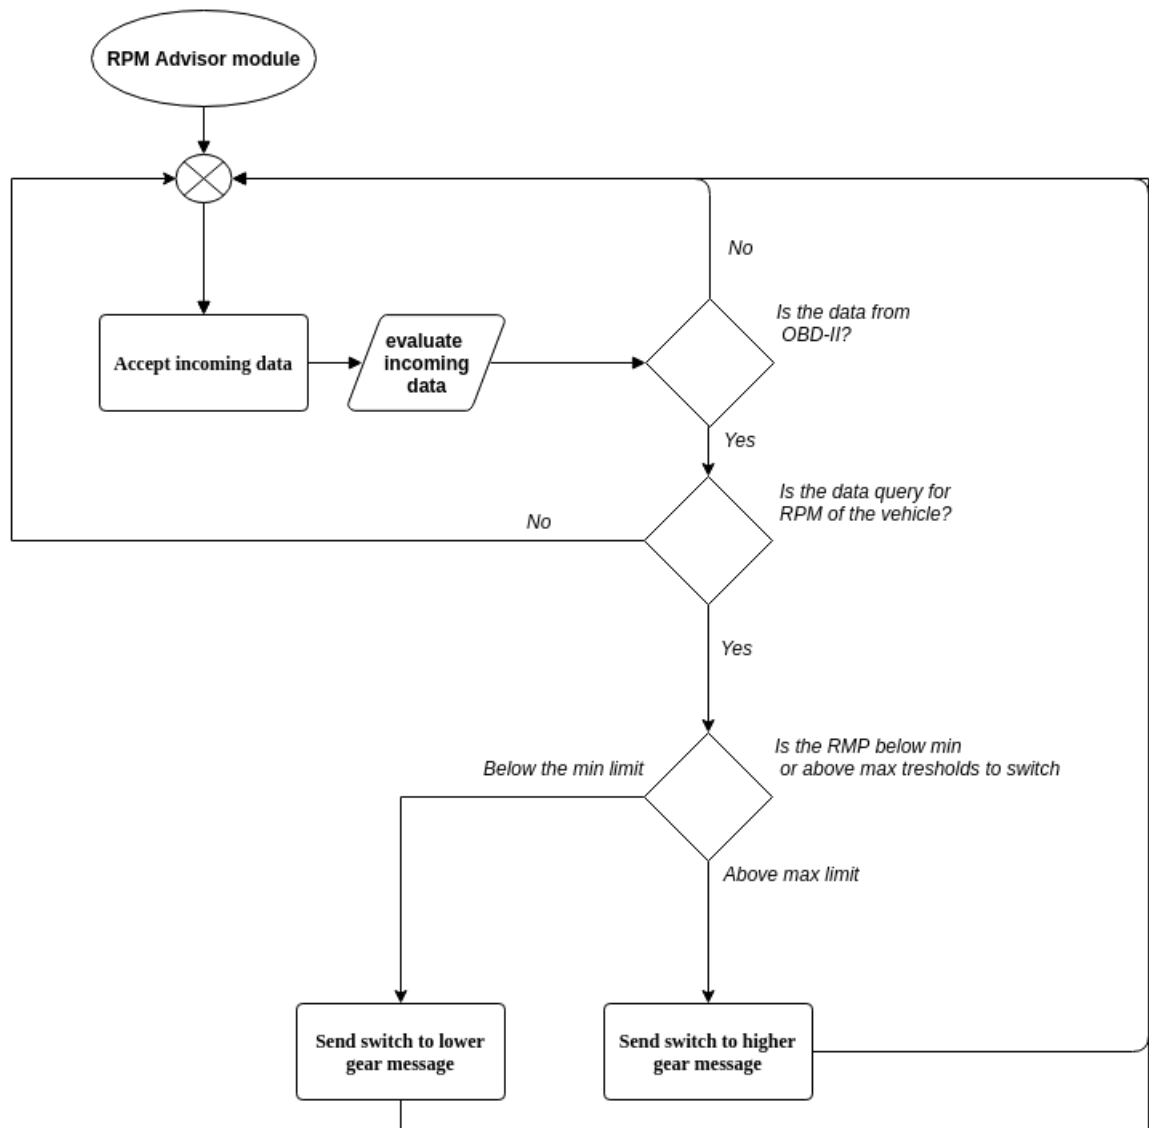 RPM Advisor module
No
Is the data from
OBD-II?
Accept incoming data
evaluate
incoming
data
Yes
Is the data query for
RPM of the vehicle?
No
Yes
Is the RMP below min
or above max tresholds to switch
Below the min limit
Above max limit
Send switch to lower
gear message
Send switch to higher
gear message